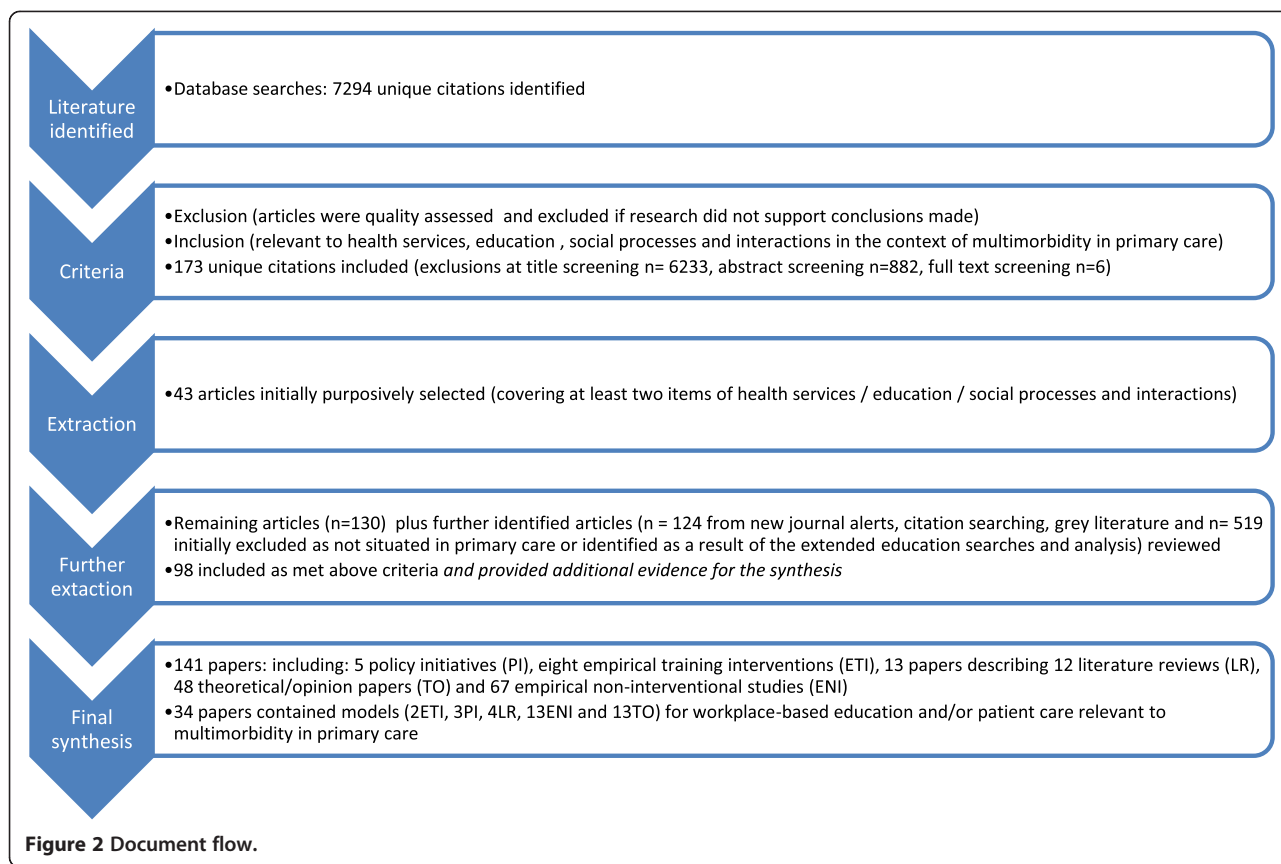 Literature
identified
•Database searches: 7294 unique citations identified
Criteria
•Exclusion (articles were quality assessed and excluded if research did not support conclusions made)
•Inclusion (relevant to health services, education , social processes and interactions in the context of multimorbidity in primary care)
•173 unique citations included (exclusions at title screening n= 6233, abstract screening n=882, full text screening n=6)
Extraction
•43 articles initially purposively selected (covering at least two items of health services / education / social processes and interactions)
Further
extaction
•Remaining articles (n=130) plus further identified articles (n = 124 from new journal alerts, citation searching, grey literature and n= 519
initially excluded as not situated in primary care or identified as a result of the extended education searches and analysis) reviewed
•98 included as met above criteria and provided additional evidence for the synthesis
Final
synthesis
•141 papers: including: 5 policy initiatives (PI), eight empirical training interventions (ETI), 13 papers describing 12 literature reviews (LR),
48 theoretical/opinion papers (TO) and 67 empirical non-interventional studies (ENI)
•34 papers contained models (2ETI, 3PI, 4LR, 13ENI and 13TO) for workplace-based education and/or patient care relevant to
multimorbidity in primary care
Figure 2 Document flow.